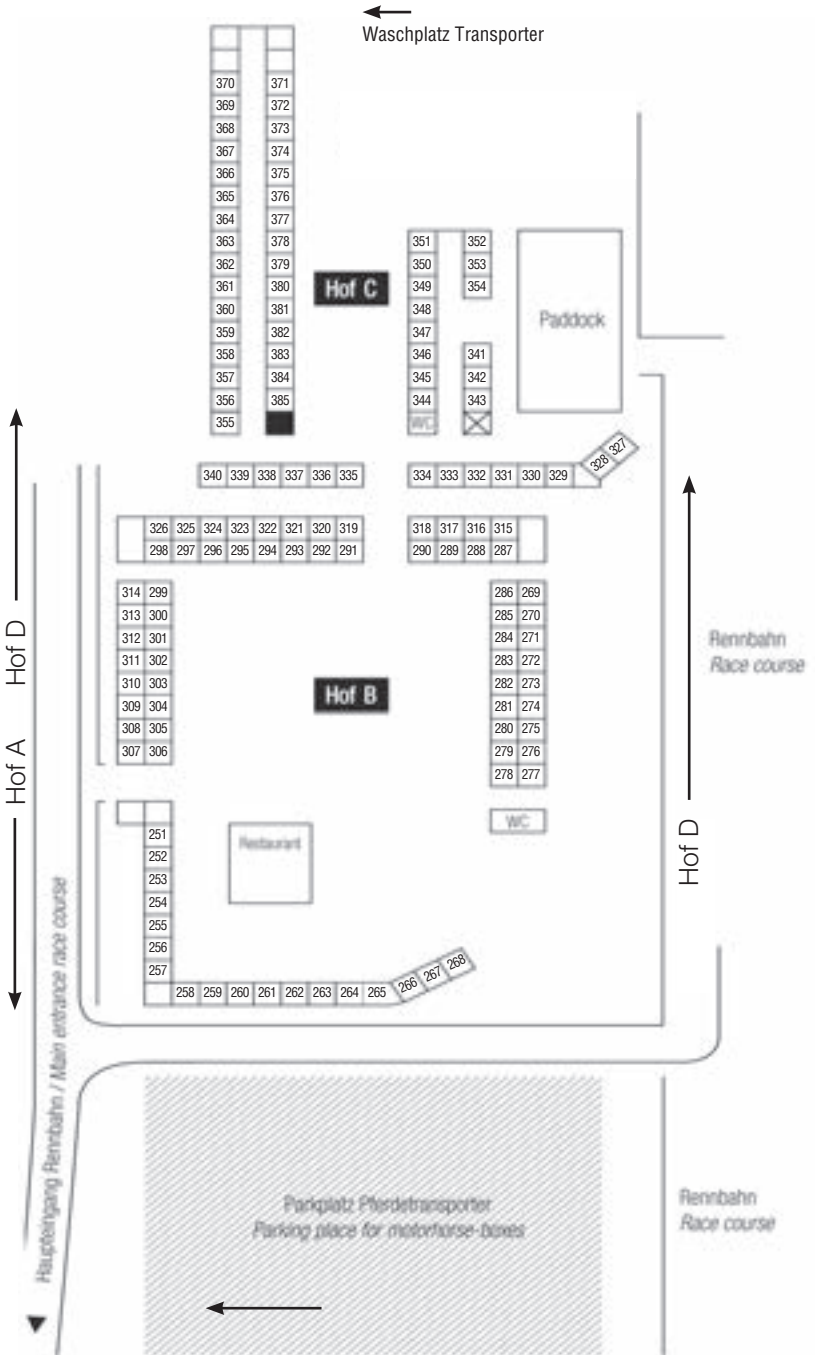 Waschplatz Transporter
370 371
369 372
368 373
367 374
366 375
365 376
364 377
363 378 351 352
362 379 350 353
361 380 349 354
Hof C
360 381 348
359 382 347
358 383 346 341
357 384 345 342
356 385 344 343
355 WC
Paddock
340 339 338 337 336 335 334 333 332 331 330 329 328 327
326 325 324 323 322 321 320 319 318 317 316 315
298 297 296 295 294 293 292 291 290 289 288 287
314 299 286 269
313 300 285 270
312 301 284 271
311 302 283 272
310 303 282 273
309 304 281 274
308 305 280 275
307 306 279 276
278 277
Hof B
WC
Restaurant
251
252
253
254
255
256
257
258 259 260 261 262 263 264 265 266 267 268
Hof D
Hof A
Hof D
Rennbahn
Race course
Haupteingang Rennbahn / Main entrance race course
Parkplatz Pferdetransporter
Parking place for motorhorse-boxes
Rennbahn
Race course